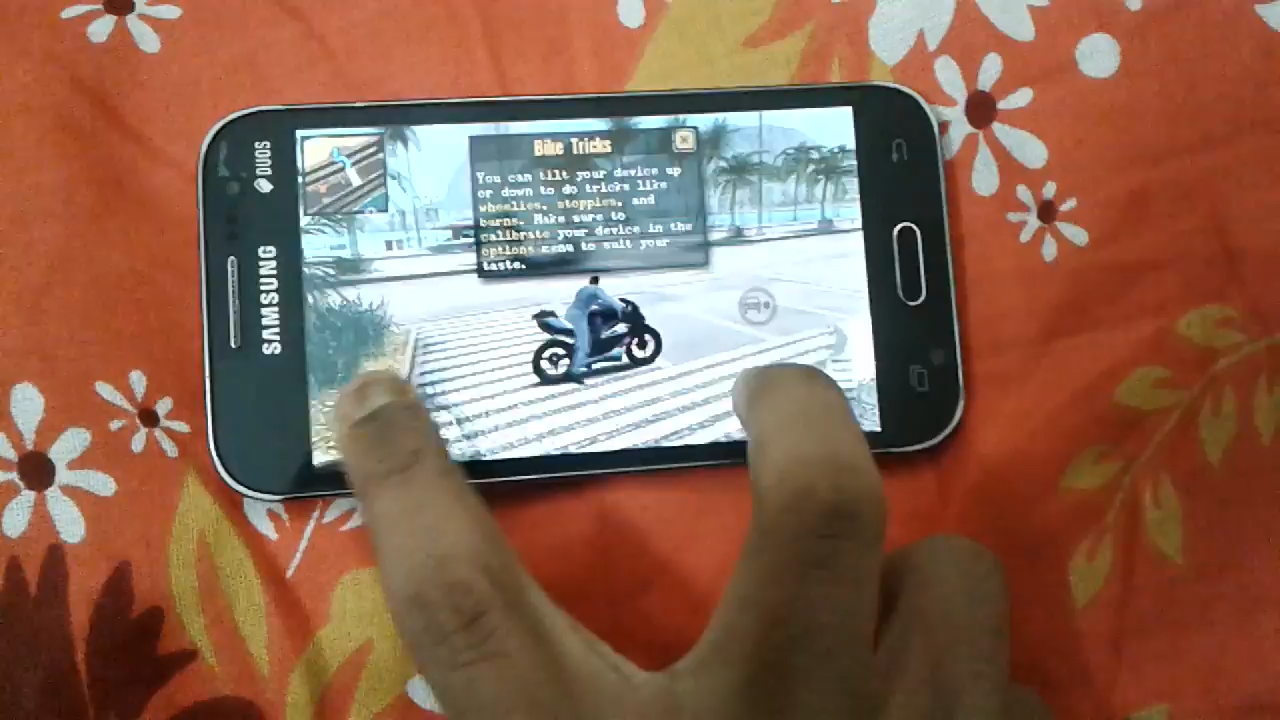 DUOS
SAMSUNG
Bike Tricks
You can tilt your device up
or down to do tricks like
wheelies, stoppies, and
burns. Make sure to
calibrate your device in the
options menu to suit your
taste.